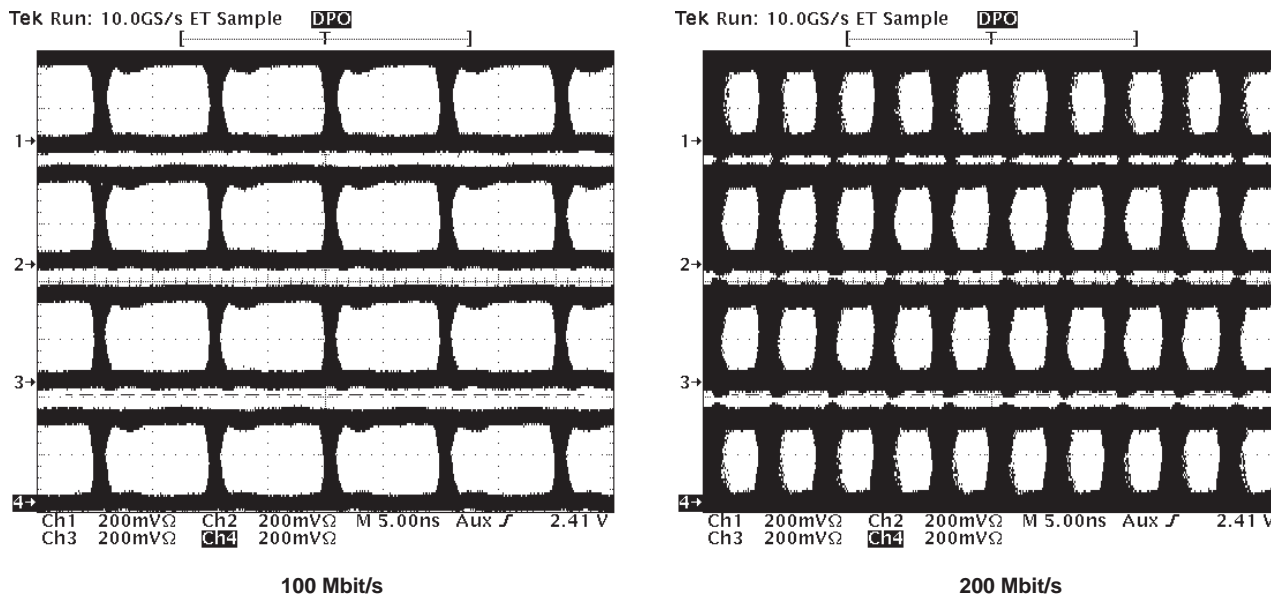 Tek Run: 10.0GS/s ET Sample DPO
[ T ]
1→
2→
3→
4→
Ch1 200mVΩ Ch2 200mVΩ M 5.00ns Aux ƒ 2.41 V
Ch3 200mVΩ Ch4 200mVΩ
100 Mbit/s
Tek Run: 10.0GS/s ET Sample DPO
[ T ]
1→
2→
3→
4→
Ch1 200mVΩ Ch2 200mVΩ M 5.00ns Aux ƒ 2.41 V
Ch3 200mVΩ Ch4 200mVΩ
200 Mbit/s